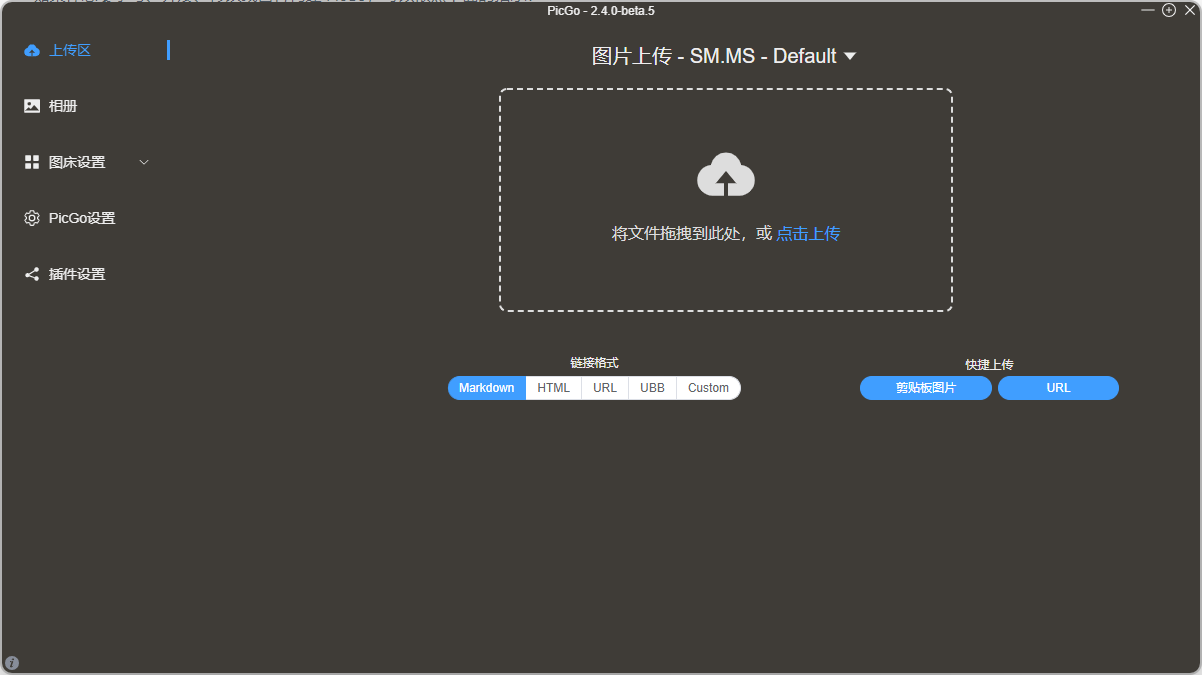 PicGo - 2.4.0-beta.5
上传区
相册
图床设置
PicGo设置
插件设置
图片上传 - SM.MS - Default
将文件拖拽到此处，或 点击上传
链接格式
Markdown HTML URL UBB Custom
快捷上传
剪贴板图片 URL